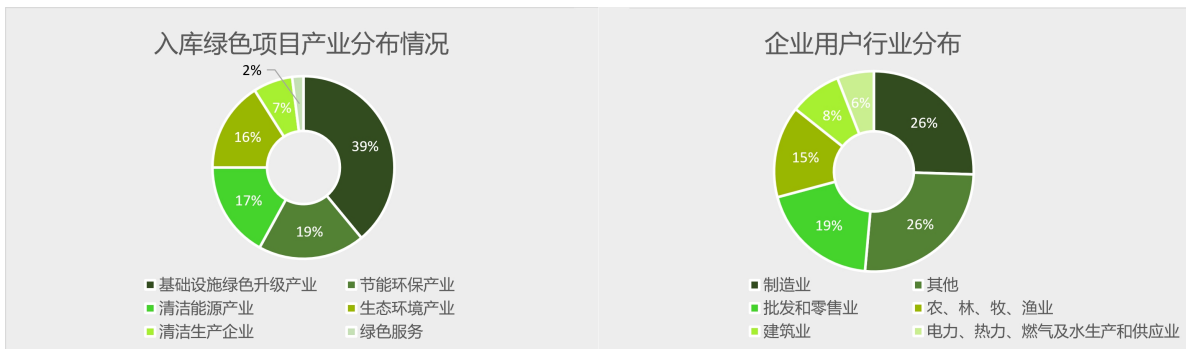 入库绿色项目产业分布情况
2%
7%
16%
39%
17%
19%
基础设施绿色升级产业
节能环保产业
清洁能源产业
生态环境产业
清洁生产企业
绿色服务
企业用户行业分布
6%
8%
26%
15%
19%
26%
制造业
其他
批发和零售业
农、林、牧、渔业
建筑业
电力、热力、燃气及水生产和供应业